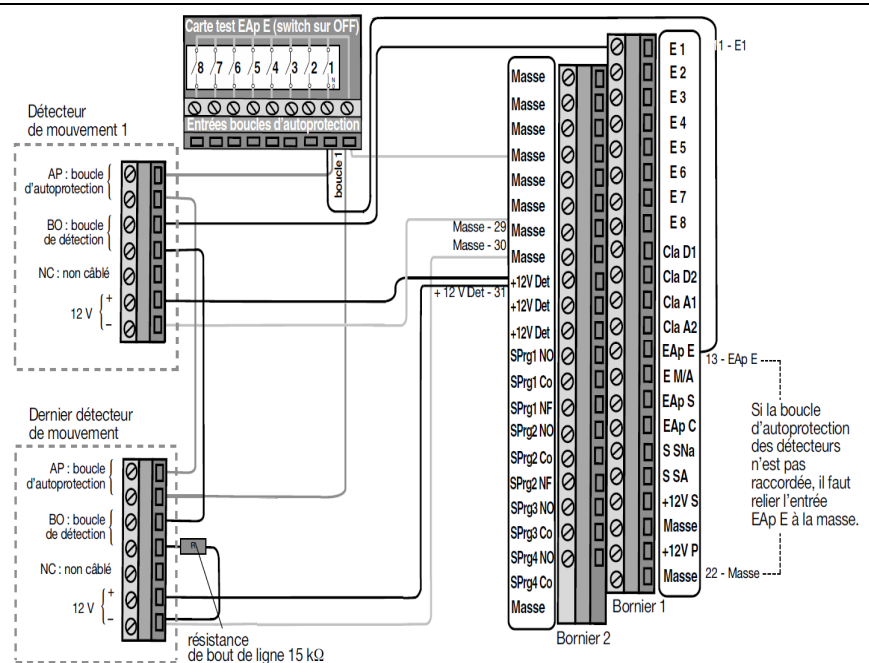 Carte test EAp E (switch sur OFF)
8 7 6 5 4 3 2 1
N
0
Entrées boucles d'autoprotection
boucle 1
Détecteur
de mouvement 1
AP : boucle
d'autoprotection
BO : boucle
de détection
NC : non câblé
12 V
+
–
Dernier détecteur
de mouvement
AP : boucle
d'autoprotection
BO : boucle
de détection
R
NC : non câblé
12 V
+
–
résistance
de bout de ligne 15 kΩ
Masse - 29
Masse - 30
+ 12 V Det - 31
Masse
Masse
Masse
Masse
Masse
Masse
Masse
Masse
+12V Det
+12V Det
+12V Det
SPrg1 NO
SPrg1 Co
SPrg1 NF
SPrg2 NO
SPrg2 Co
SPrg2 NF
SPrg3 NO
SPrg3 Co
SPrg4 NO
SPrg4 Co
Masse
Bornier 2
E 1
E 2
E 3
E 4
E 5
E 6
E 7
E 8
Cla D1
Cla D2
Cla A1
Cla A2
EAp E
E M/A
EAp S
EAp C
S SNa
S SA
+12V S
Masse
+12V P
Masse
Bornier 1
1 - E1
13 - EAp E
22 - Masse
Si la boucle
d'autoprotection
des détecteurs
n'est pas
raccordée, il faut
relier l'entrée
EAp E à la masse.